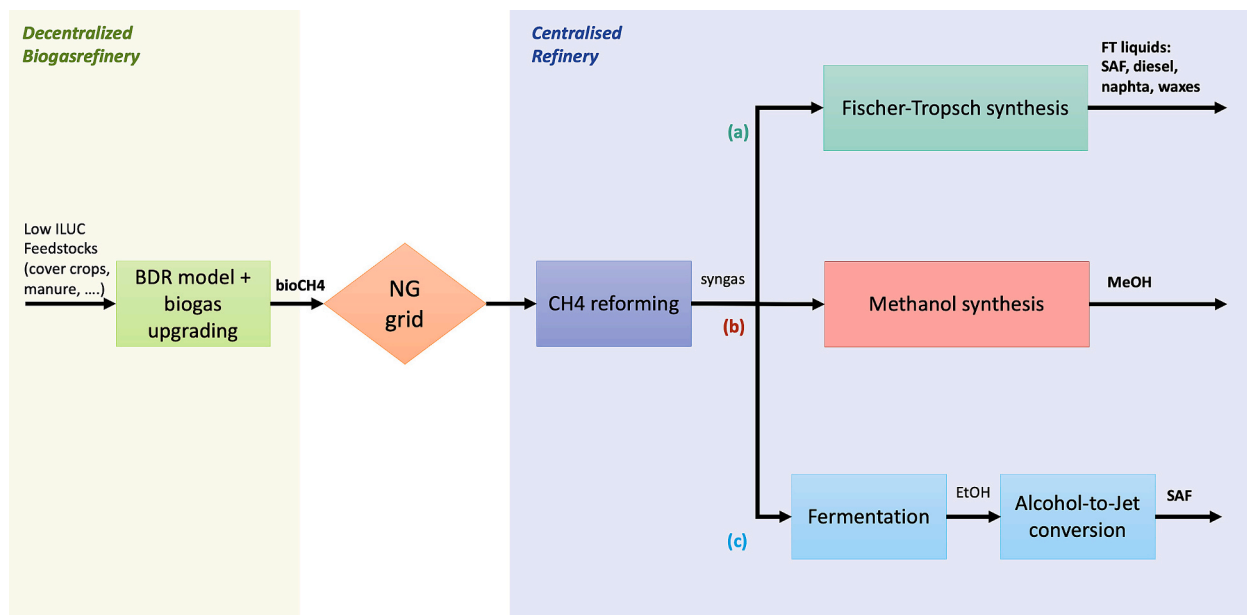 Decentralized
Biogasrefinery
Centralised
Refinery
FT liquids:
SAF, diesel,
naphta, waxes
Fischer-Tropsch synthesis
(a)
Low ILUC
Feedstocks
(cover crops,
manure, ....)
BDR model +
biogas
upgrading
bioCH4
NG
grid
CH4 reforming
syngas
(b)
Methanol synthesis
MeOH
(c)
Fermentation
EtOH
Alcohol-to-Jet
conversion
SAF